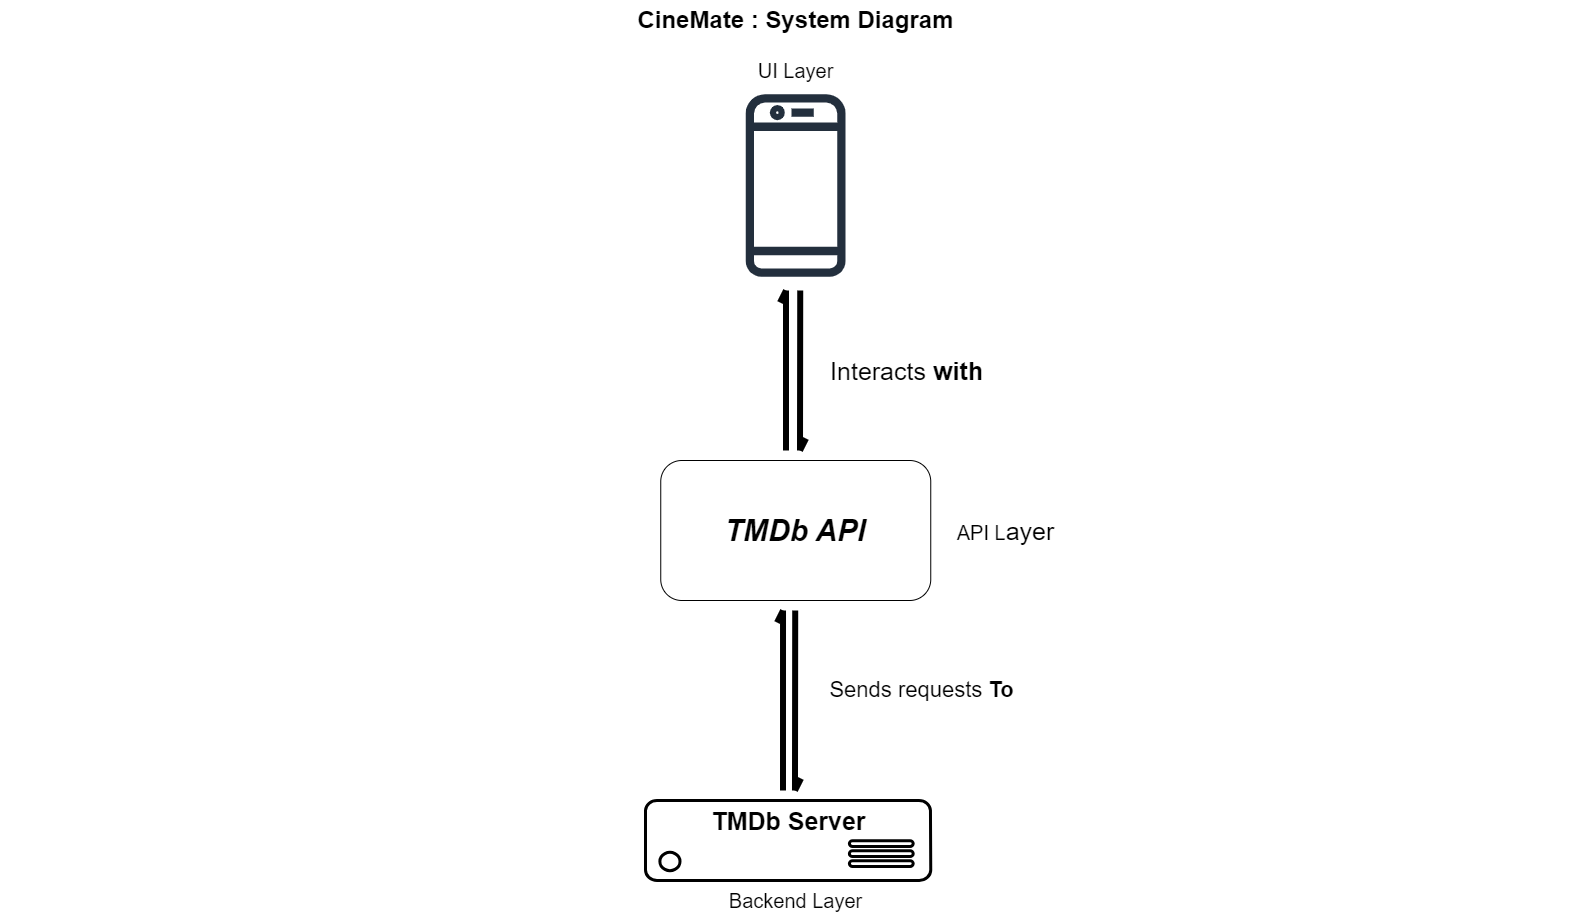 CineMate : System Diagram
UI Layer
Interacts with
TMDb API
API Layer
Sends requests To
TMDb Server
Backend Layer